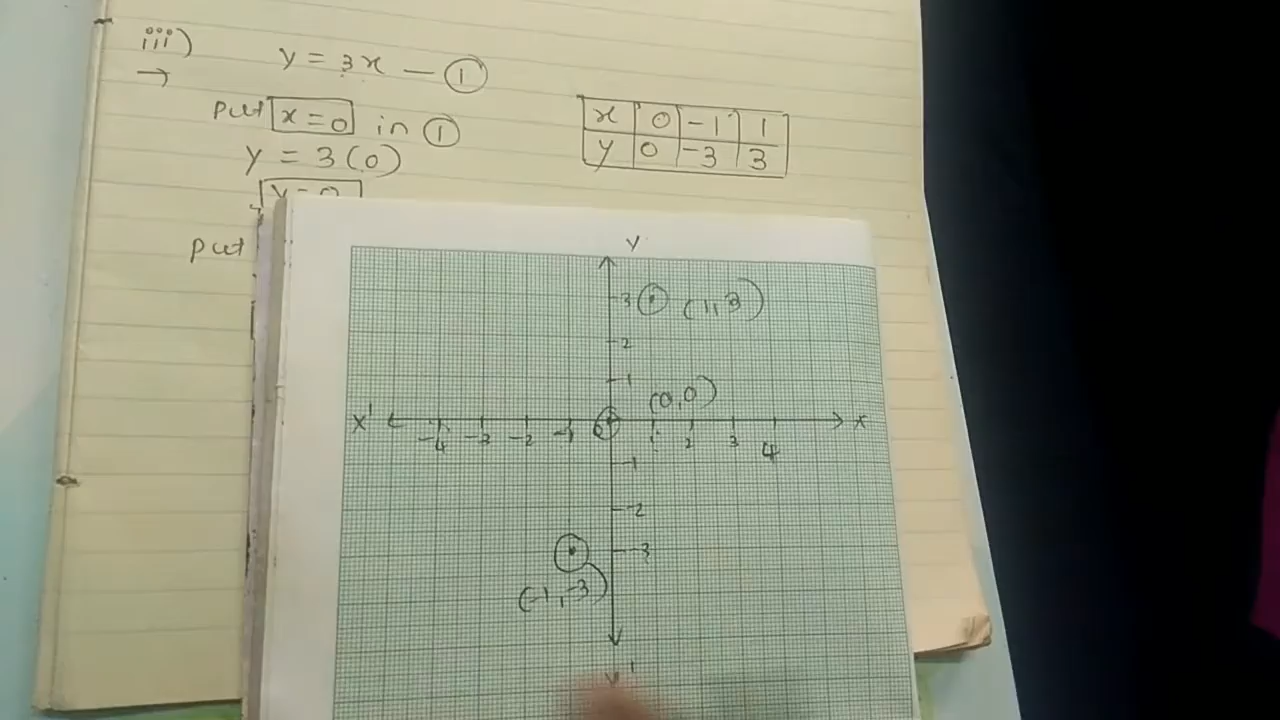 iii) y = 3x — ①
→
put x = 0 in ①
y = 3(0)
y = 0
put
x 0 -1 1
y 0 -3 3
Y
3 (1,3)
2
1
(0,0)
X' -4 -3 -2 -1 0 1 2 3 4 X
-1
-2
-3
(-1,-3)
Y'